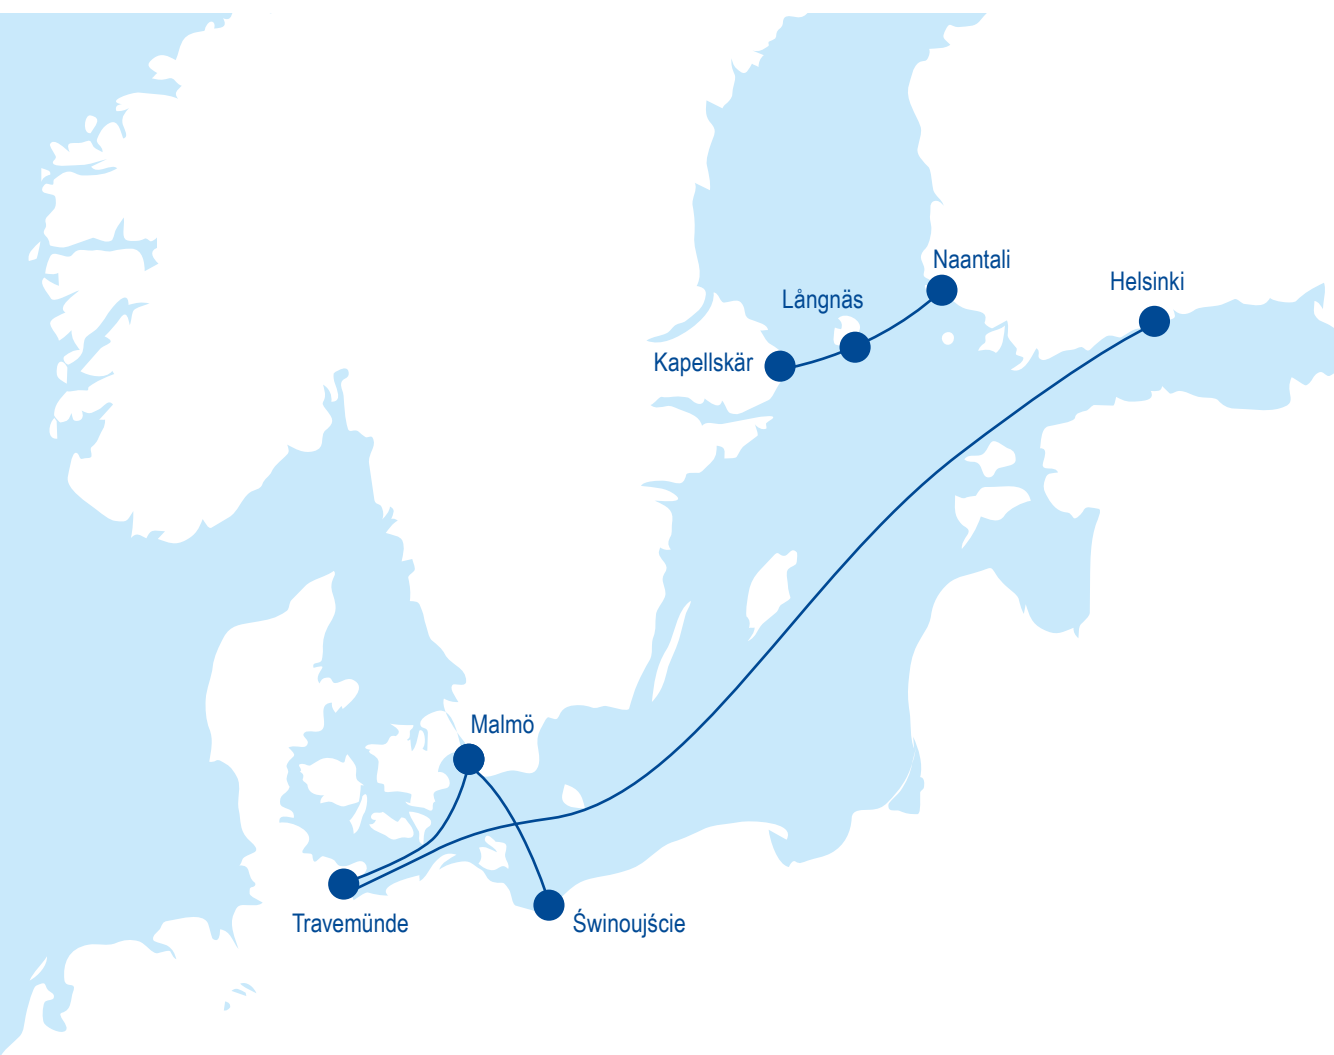 Naantali
Helsinki
Långnäs
Kapellskär
Malmö
Travemünde
Świnoujście